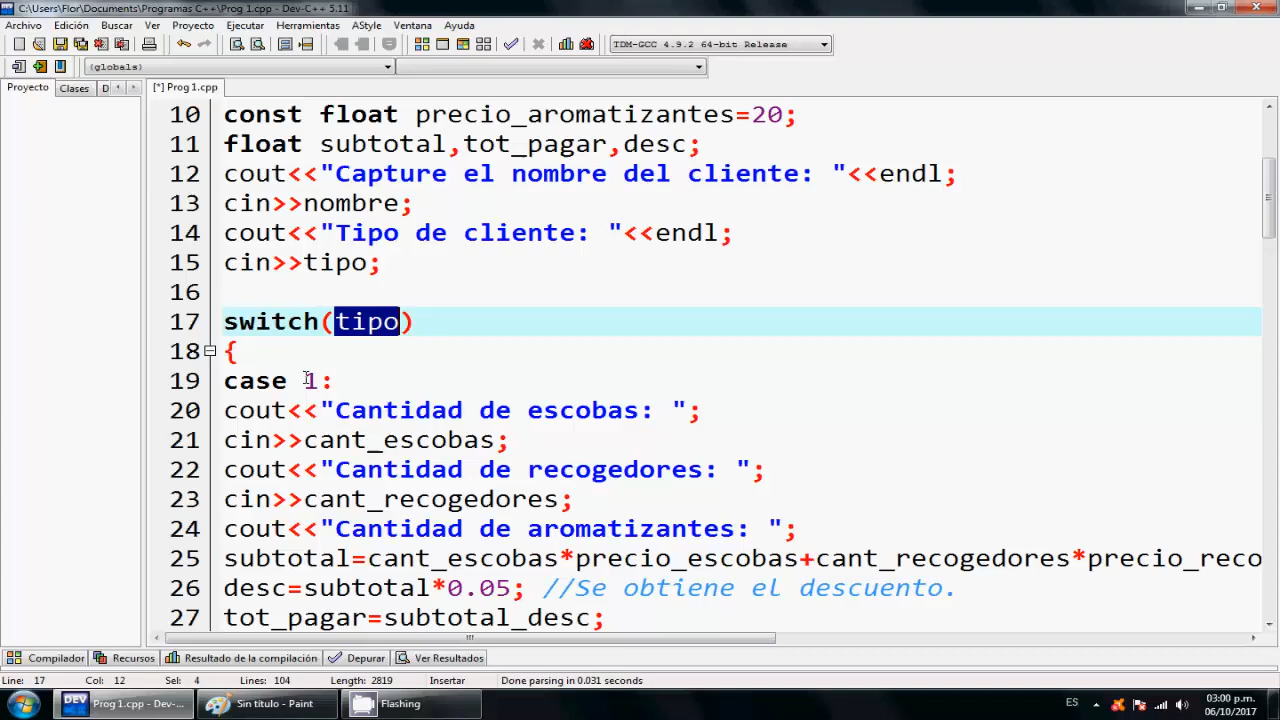 C:\Users\Flor\Documents\Programas C++\Prog 1.cpp - Dev-C++ 5.11
Archivo Edición Buscar Ver Proyecto Ejecutar Herramientas AStyle Ventana Ayuda
TDM-GCC 4.9.2 64-bit Release
(globals)
Proyecto Clases D [*] Prog 1.cpp
10 const float precio_aromatizantes=20;
11 float subtotal,tot_pagar,desc;
12 cout<<"Capture el nombre del cliente: "<<endl;
13 cin>>nombre;
14 cout<<"Tipo de cliente: "<<endl;
15 cin>>tipo;
16
17 switch(tipo)
18 {
19 case 1:
20 cout<<"Cantidad de escobas: ";
21 cin>>cant_escobas;
22 cout<<"Cantidad de recogedores: ";
23 cin>>cant_recogedores;
24 cout<<"Cantidad de aromatizantes: ";
25 subtotal=cant_escobas*precio_escobas+cant_recogedores*precio_reco
26 desc=subtotal*0.05; //Se obtiene el descuento.
27 tot_pagar=subtotal_desc;
Compilador Recursos Resultado de la compilación Depurar Ver Resultados
Line: 17 Col: 12 Sel: 4 Lines: 104 Length: 2819 Insertar Done parsing in 0.031 seconds
DEV Prog 1.cpp - Dev-... Sin título - Paint Flashing ES 03:00 p.m.
06/10/2017